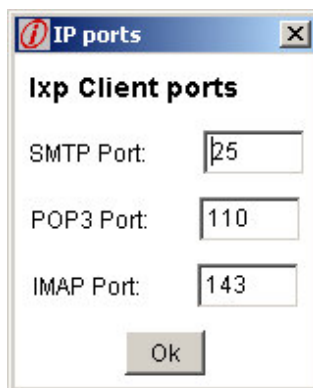 IP ports
Ixp Client ports
SMTP Port: 25
POP3 Port: 110
IMAP Port: 143
Ok